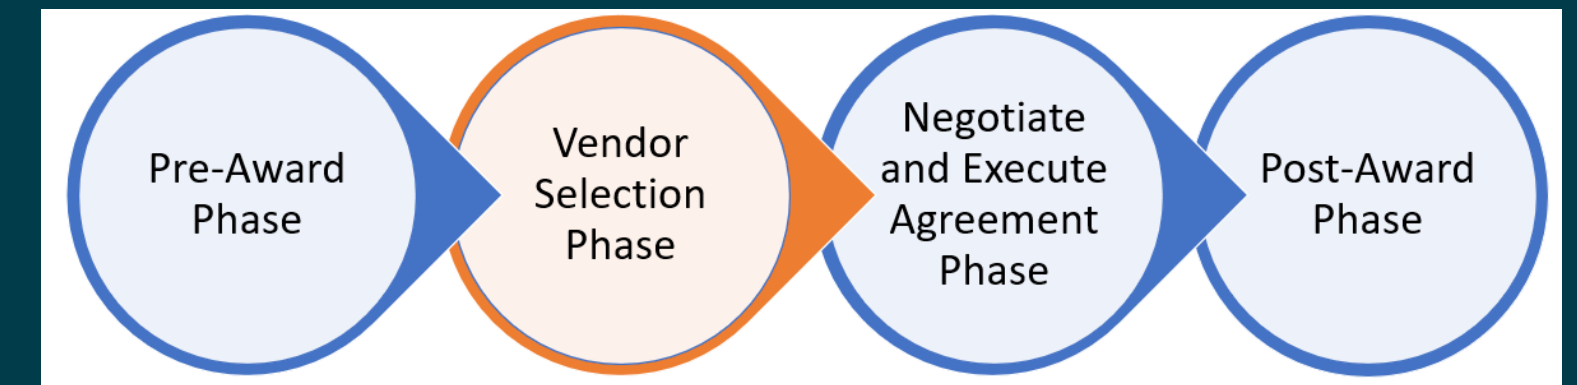 Pre-Award
Phase
Vendor
Selection
Phase
Negotiate
and Execute
Agreement
Phase
Post-Award
Phase